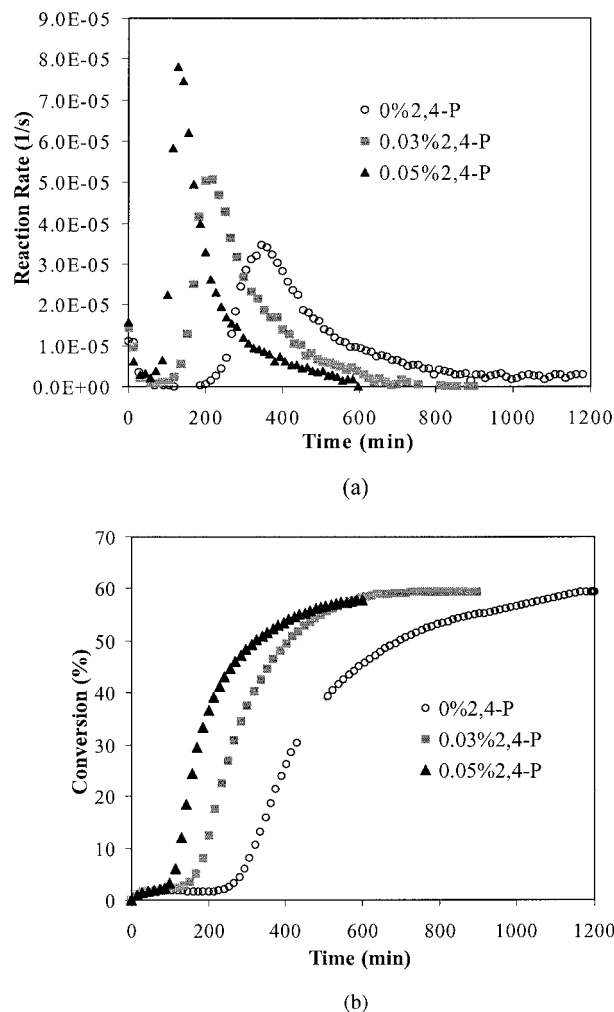 9.0E-05
8.0E-05
7.0E-05
6.0E-05
5.0E-05
4.0E-05
3.0E-05
2.0E-05
1.0E-05
0.0E+00
Reaction Rate (1/s)
0%2,4-P
0.03%2,4-P
0.05%2,4-P
0 200 400 600 800 1000 1200
Time (min)
(a)
70
60
50
40
30
20
10
0
Conversion (%)
0%2,4-P
0.03%2,4-P
0.05%2,4-P
0 200 400 600 800 1000 1200
Time (min)
(b)